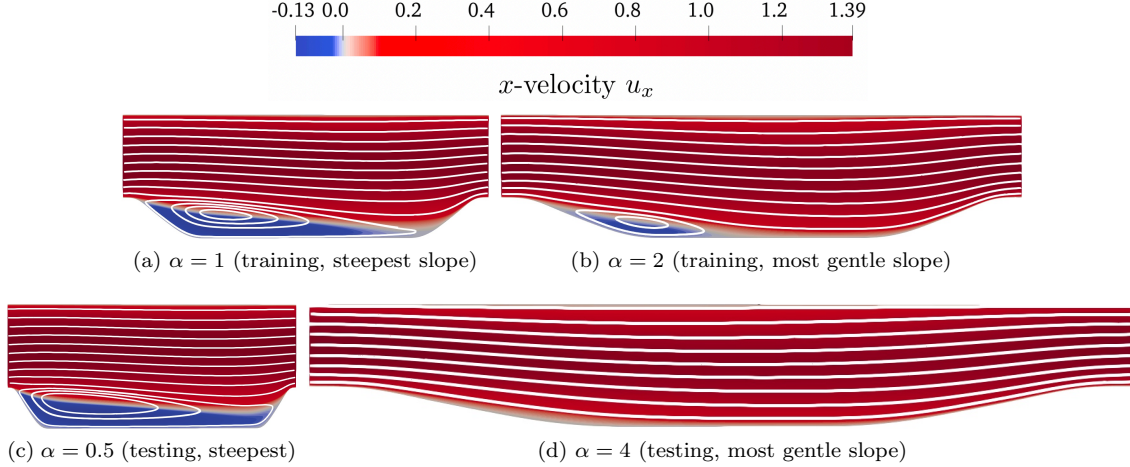 -0.13 0.0 0.2 0.4 0.6 0.8 1.0 1.2 1.39
x-velocity uₓ
(a) α = 1 (training, steepest slope)
(b) α = 2 (training, most gentle slope)
(c) α = 0.5 (testing, steepest)
(d) α = 4 (testing, most gentle slope)